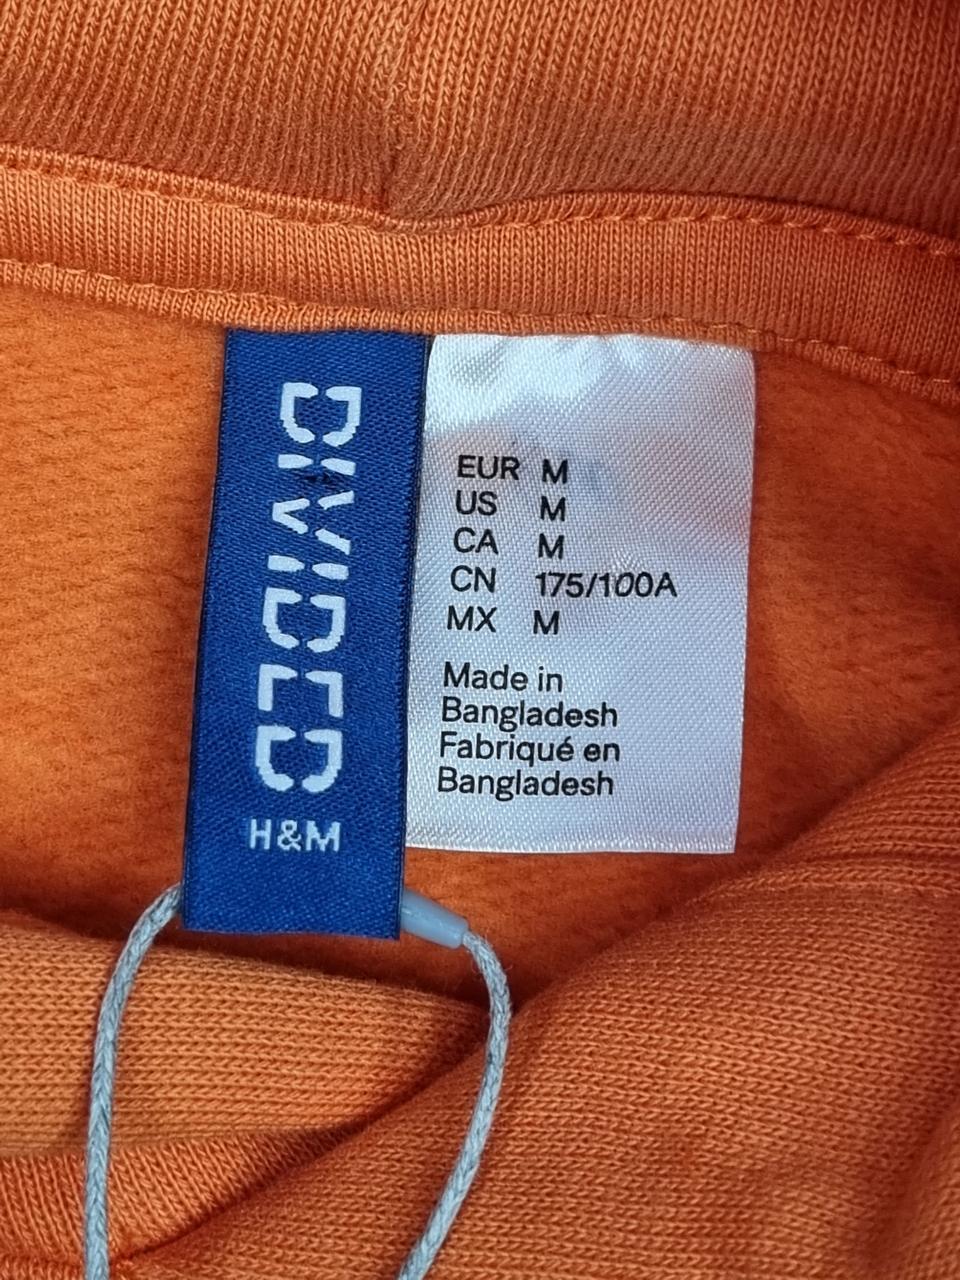 DIVIDED
H&M
EUR M
US M
CA M
CN 175/100A
MX M
Made in
Bangladesh
Fabriqué en
Bangladesh